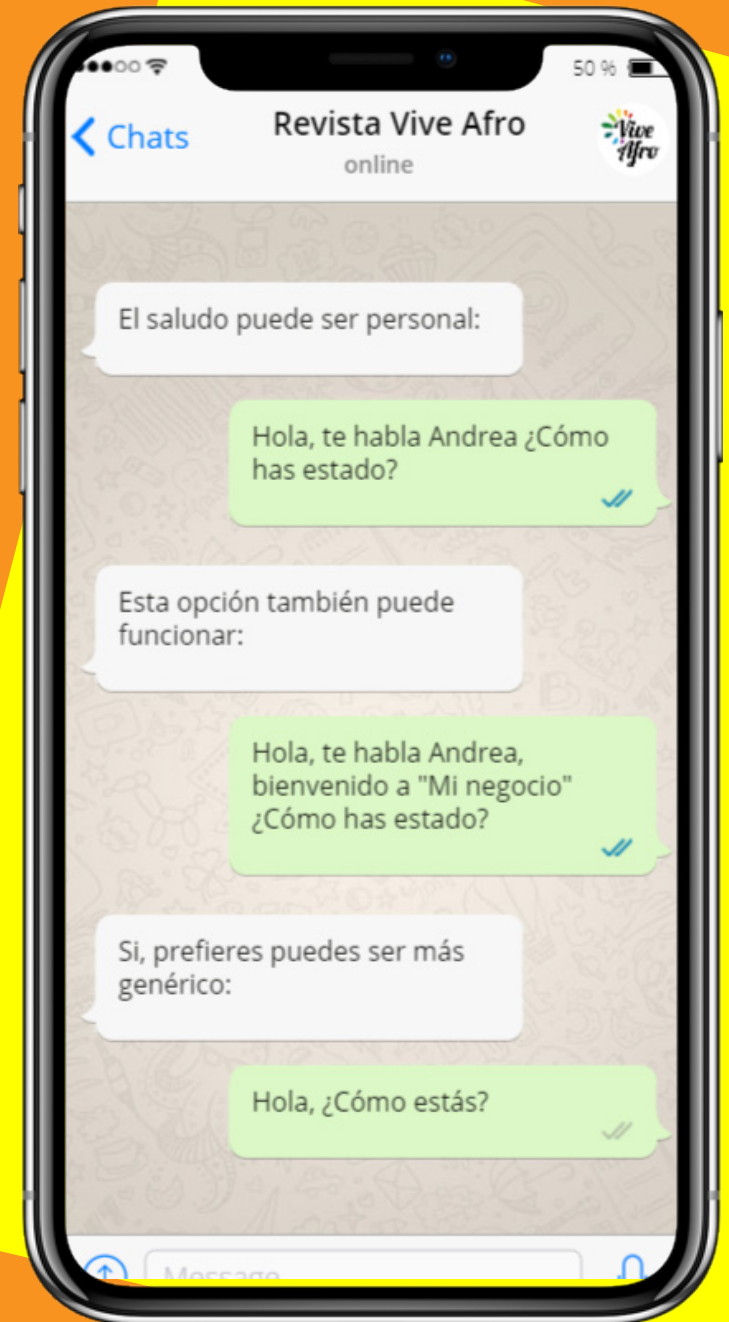 50 %
Chats
Revista Vive Afro
online
Vive
Afro
El saludo puede ser personal:
Hola, te habla Andrea ¿Cómo
has estado?
Esta opción también puede
funcionar:
Hola, te habla Andrea,
bienvenido a "Mi negocio"
¿Cómo has estado?
Si, prefieres puedes ser más
genérico:
Hola, ¿Cómo estás?
Message